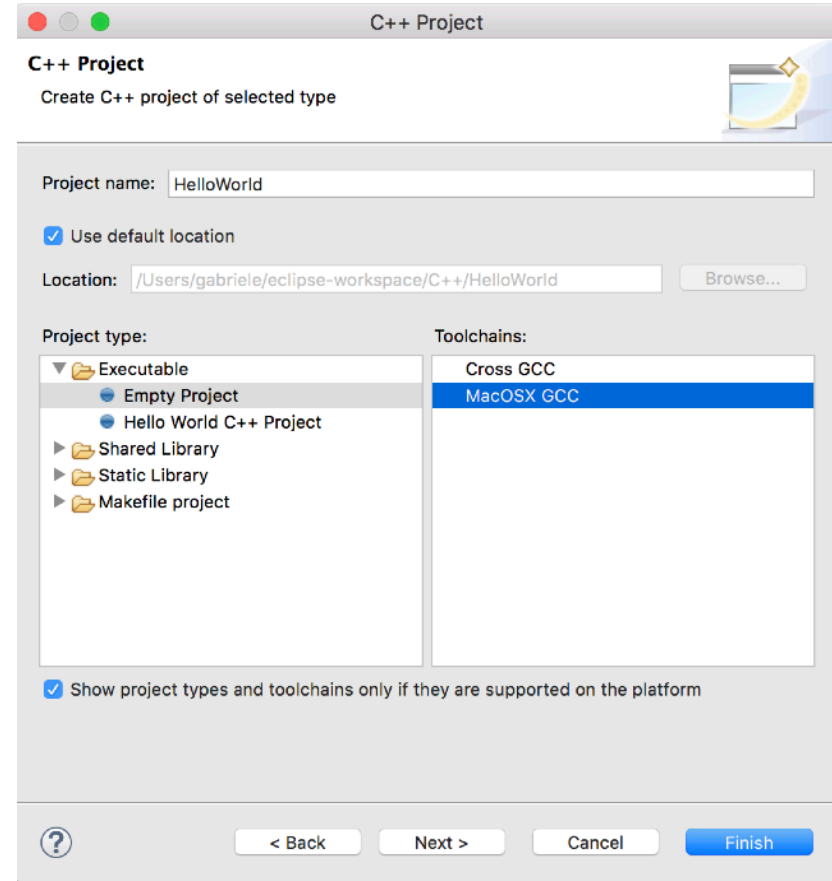 C++ Project
C++ Project
Create C++ project of selected type
Project name: HelloWorld
Use default location
Location: /Users/gabriele/eclipse-workspace/C++/HelloWorld Browse...
Project type: Toolchains:
Executable Cross GCC
Empty Project MacOSX GCC
Hello World C++ Project
Shared Library
Static Library
Makefile project
Show project types and toolchains only if they are supported on the platform
? < Back Next > Cancel Finish